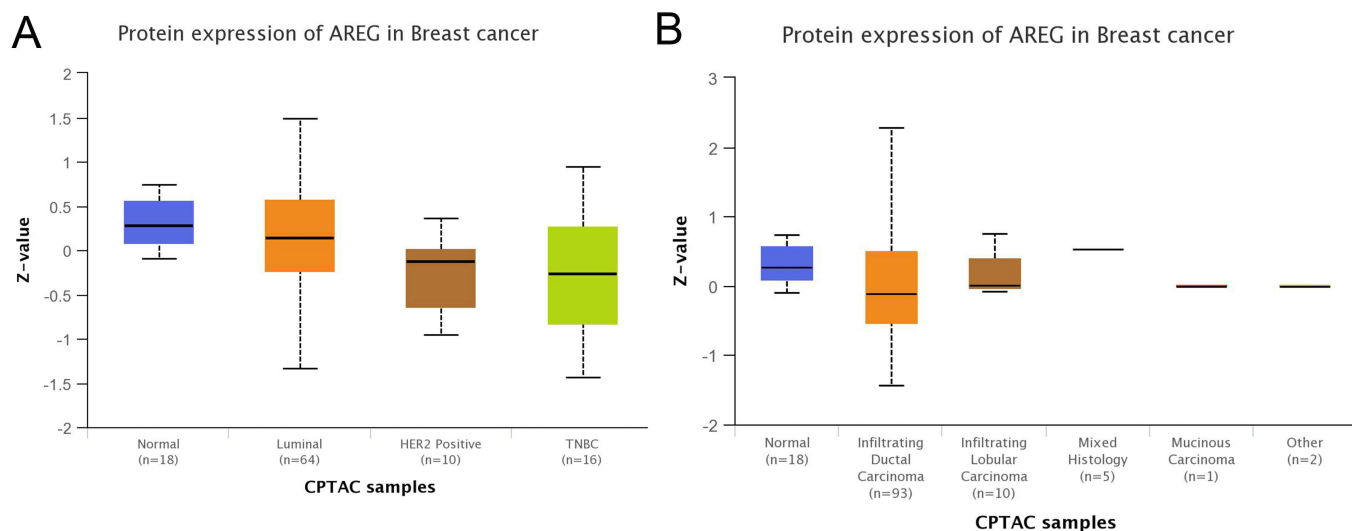 A
Protein expression of AREG in Breast cancer
2
1.5
1
0.5
0
-0.5
-1
-1.5
-2
Z-value
Normal
(n=18)
Luminal
(n=64)
HER2 Positive
(n=10)
TNBC
(n=16)
CPTAC samples
B
Protein expression of AREG in Breast cancer
3
2
1
0
-1
-2
Z-value
Normal
(n=18)
Infiltrating
Ductal
Carcinoma
(n=93)
Infiltrating
Lobular
Carcinoma
(n=10)
Mixed
Histology
(n=5)
Mucinous
Carcinoma
(n=1)
Other
(n=2)
CPTAC samples